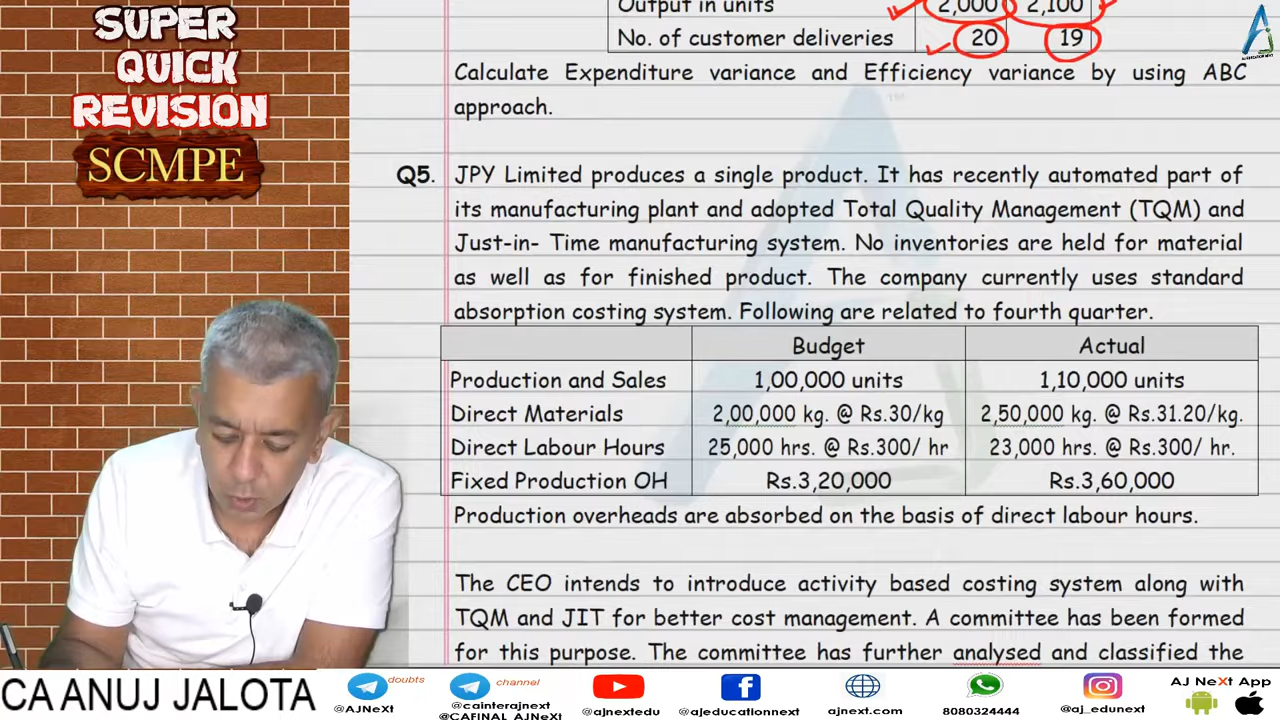 SUPER
QUICK
REVISION
SCMPE
Output in units 2,000 2,100
No. of customer deliveries 20 19
Calculate Expenditure variance and Efficiency variance by using ABC
approach.
Q5. JPY Limited produces a single product. It has recently automated part of
its manufacturing plant and adopted Total Quality Management (TQM) and
Just-in- Time manufacturing system. No inventories are held for material
as well as for finished product. The company currently uses standard
absorption costing system. Following are related to fourth quarter.
Budget Actual
Production and Sales 1,00,000 units 1,10,000 units
Direct Materials 2,00,000 kg. @ Rs.30/kg 2,50,000 kg. @ Rs.31.20/kg.
Direct Labour Hours 25,000 hrs. @ Rs.300/ hr 23,000 hrs. @ Rs.300/ hr.
Fixed Production OH Rs.3,20,000 Rs.3,60,000
Production overheads are absorbed on the basis of direct labour hours.
The CEO intends to introduce activity based costing system along with
TQM and JIT for better cost management. A committee has been formed
for this purpose. The committee has further analysed and classified the
CA ANUJ JALOTA
doubts
@AJNeXt
channel
@cainterajnext
@CAFINAL_AJNeXt
@ajnextedu
@ajeducationnext
ajnext.com
8080324444
@aj_edunext
AJ NeXt App